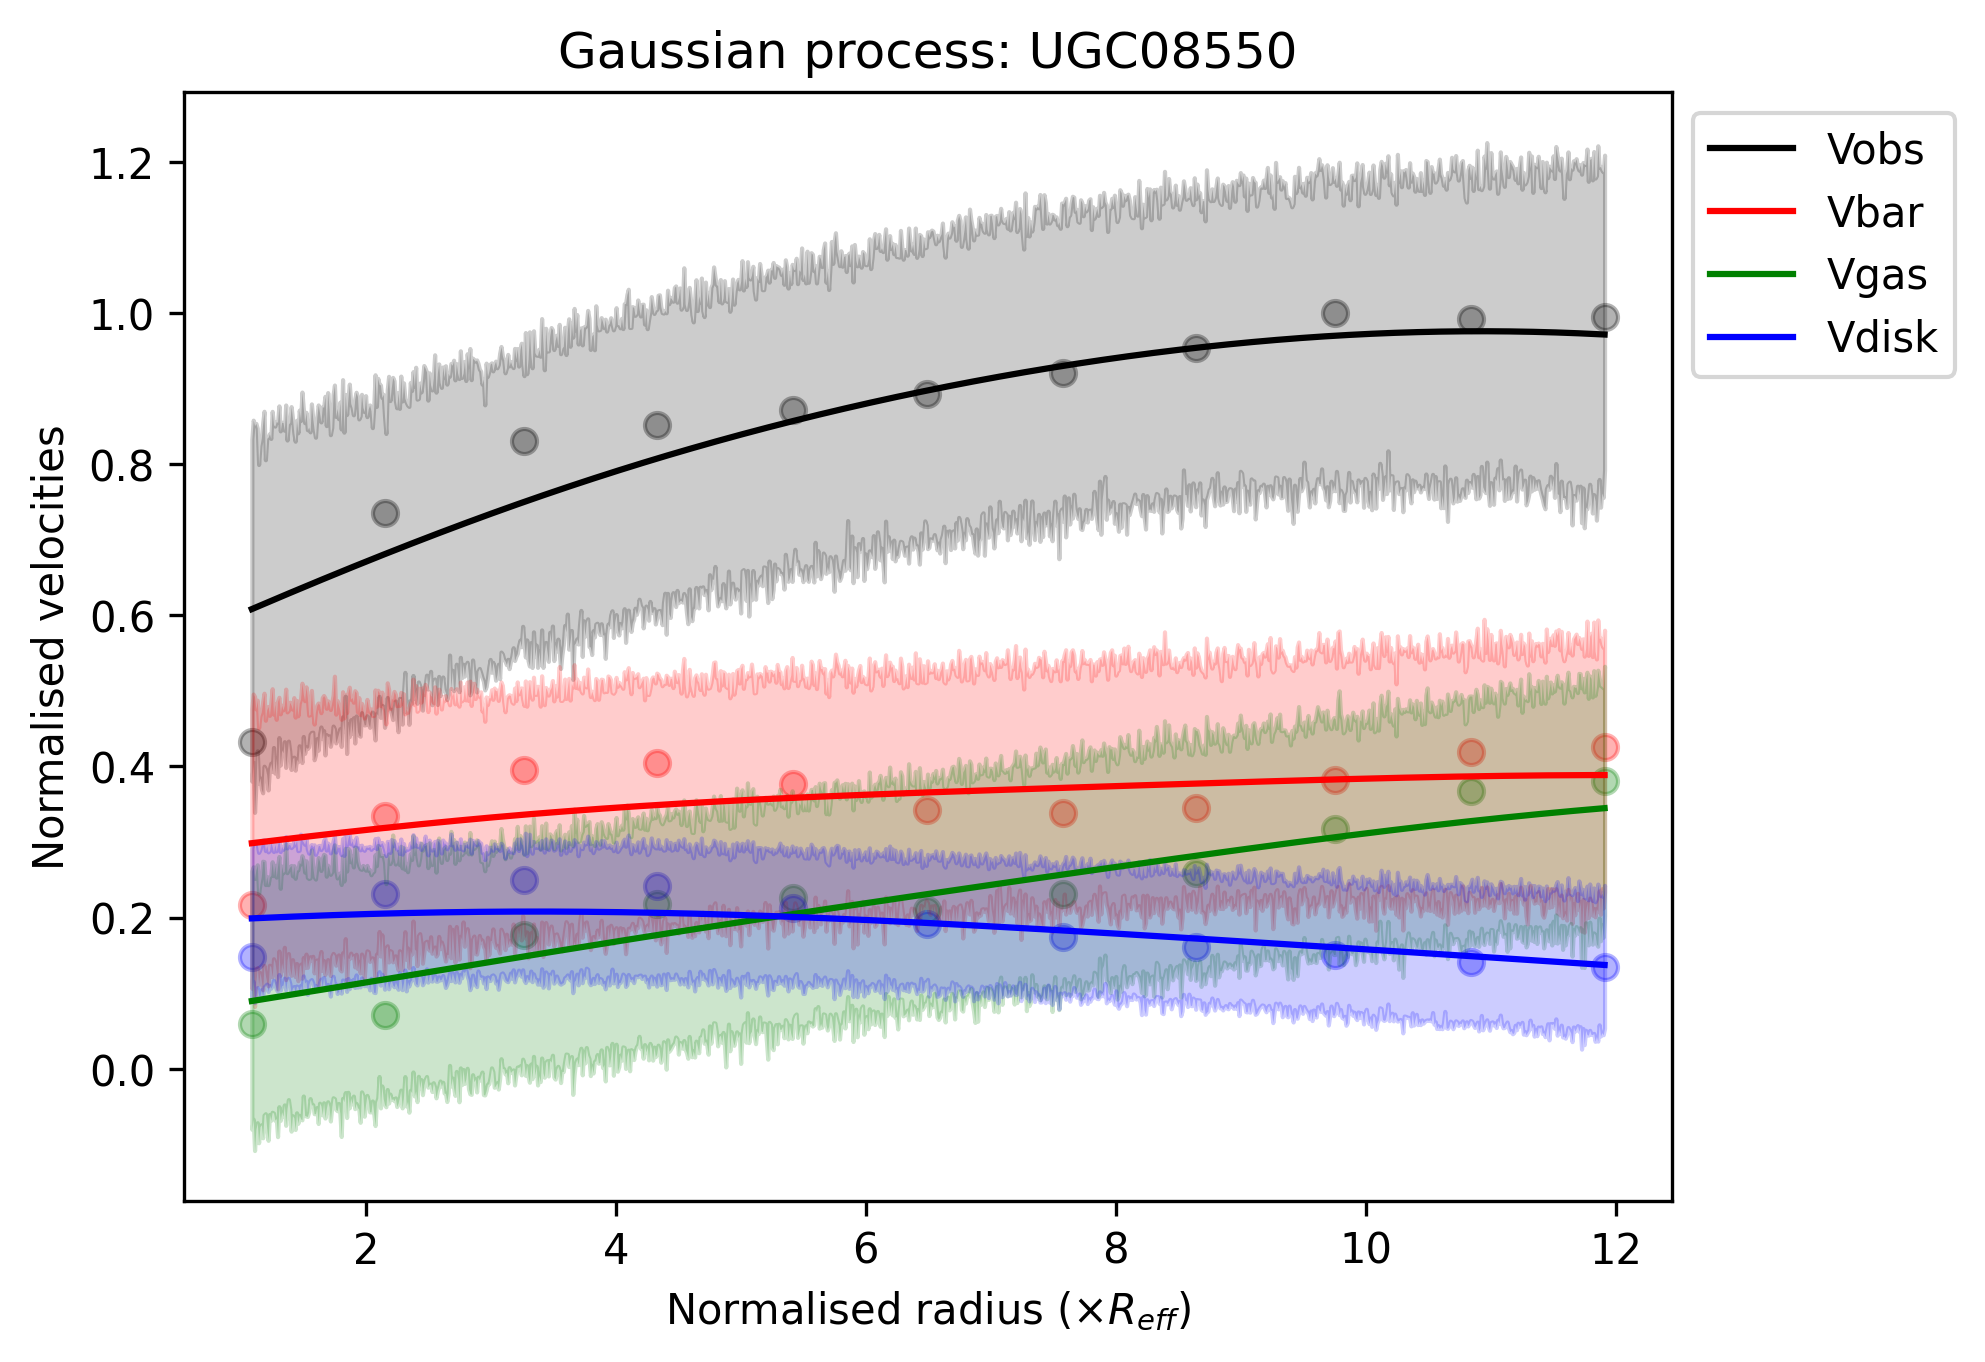 Gaussian process: UGC08550
Vobs
Vbar
Vgas
Vdisk
Normalised velocities
1.2
1.0
0.8
0.6
0.4
0.2
0.0
2 4 6 8 10 12
Normalised radius (×R_eff)